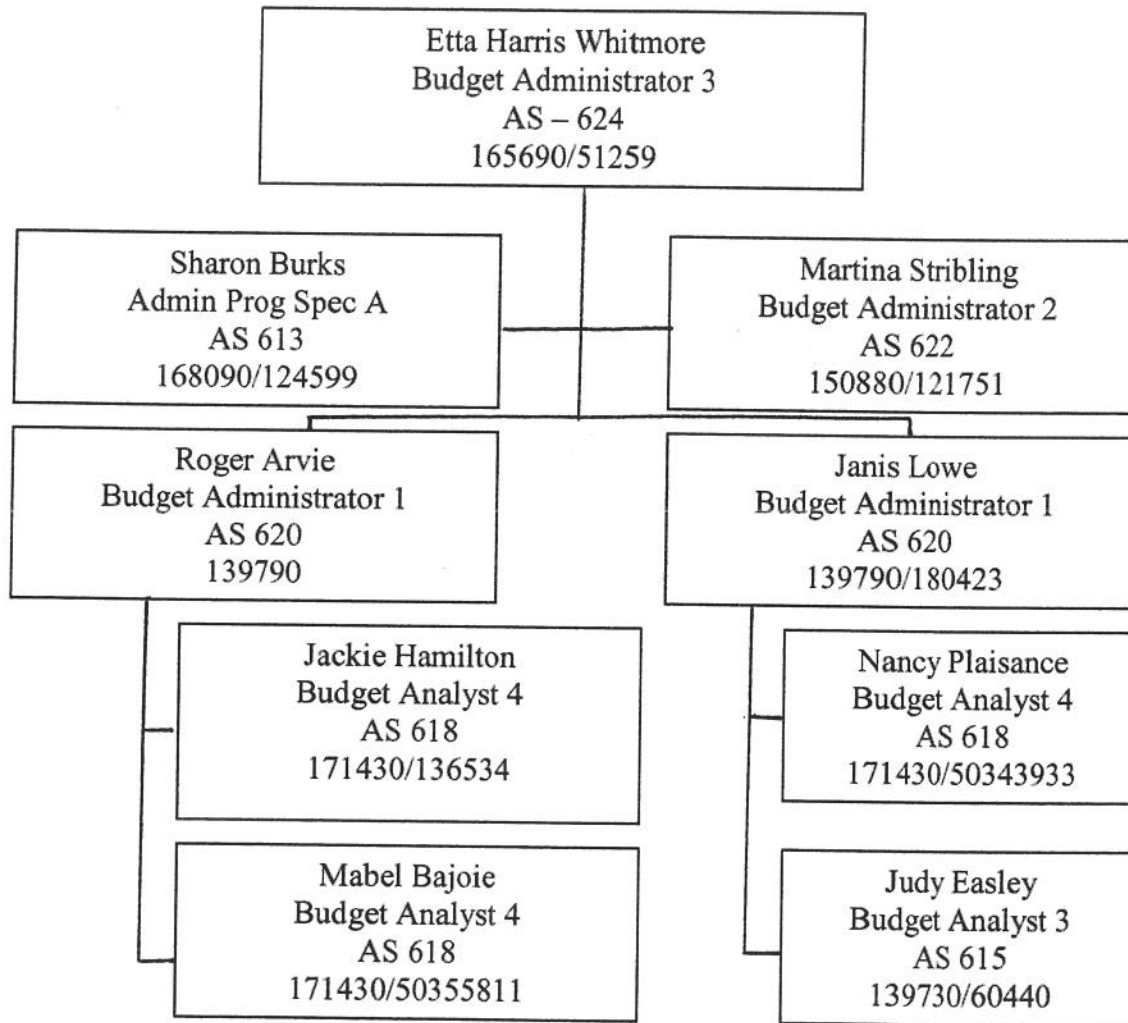 Etta Harris Whitmore
Budget Administrator 3
AS – 624
165690/51259
Sharon Burks
Admin Prog Spec A
AS 613
168090/124599
Martina Stribling
Budget Administrator 2
AS 622
150880/121751
Roger Arvie
Budget Administrator 1
AS 620
139790
Janis Lowe
Budget Administrator 1
AS 620
139790/180423
Jackie Hamilton
Budget Analyst 4
AS 618
171430/136534
Nancy Plaisance
Budget Analyst 4
AS 618
171430/50343933
Mabel Bajoie
Budget Analyst 4
AS 618
171430/50355811
Judy Easley
Budget Analyst 3
AS 615
139730/60440